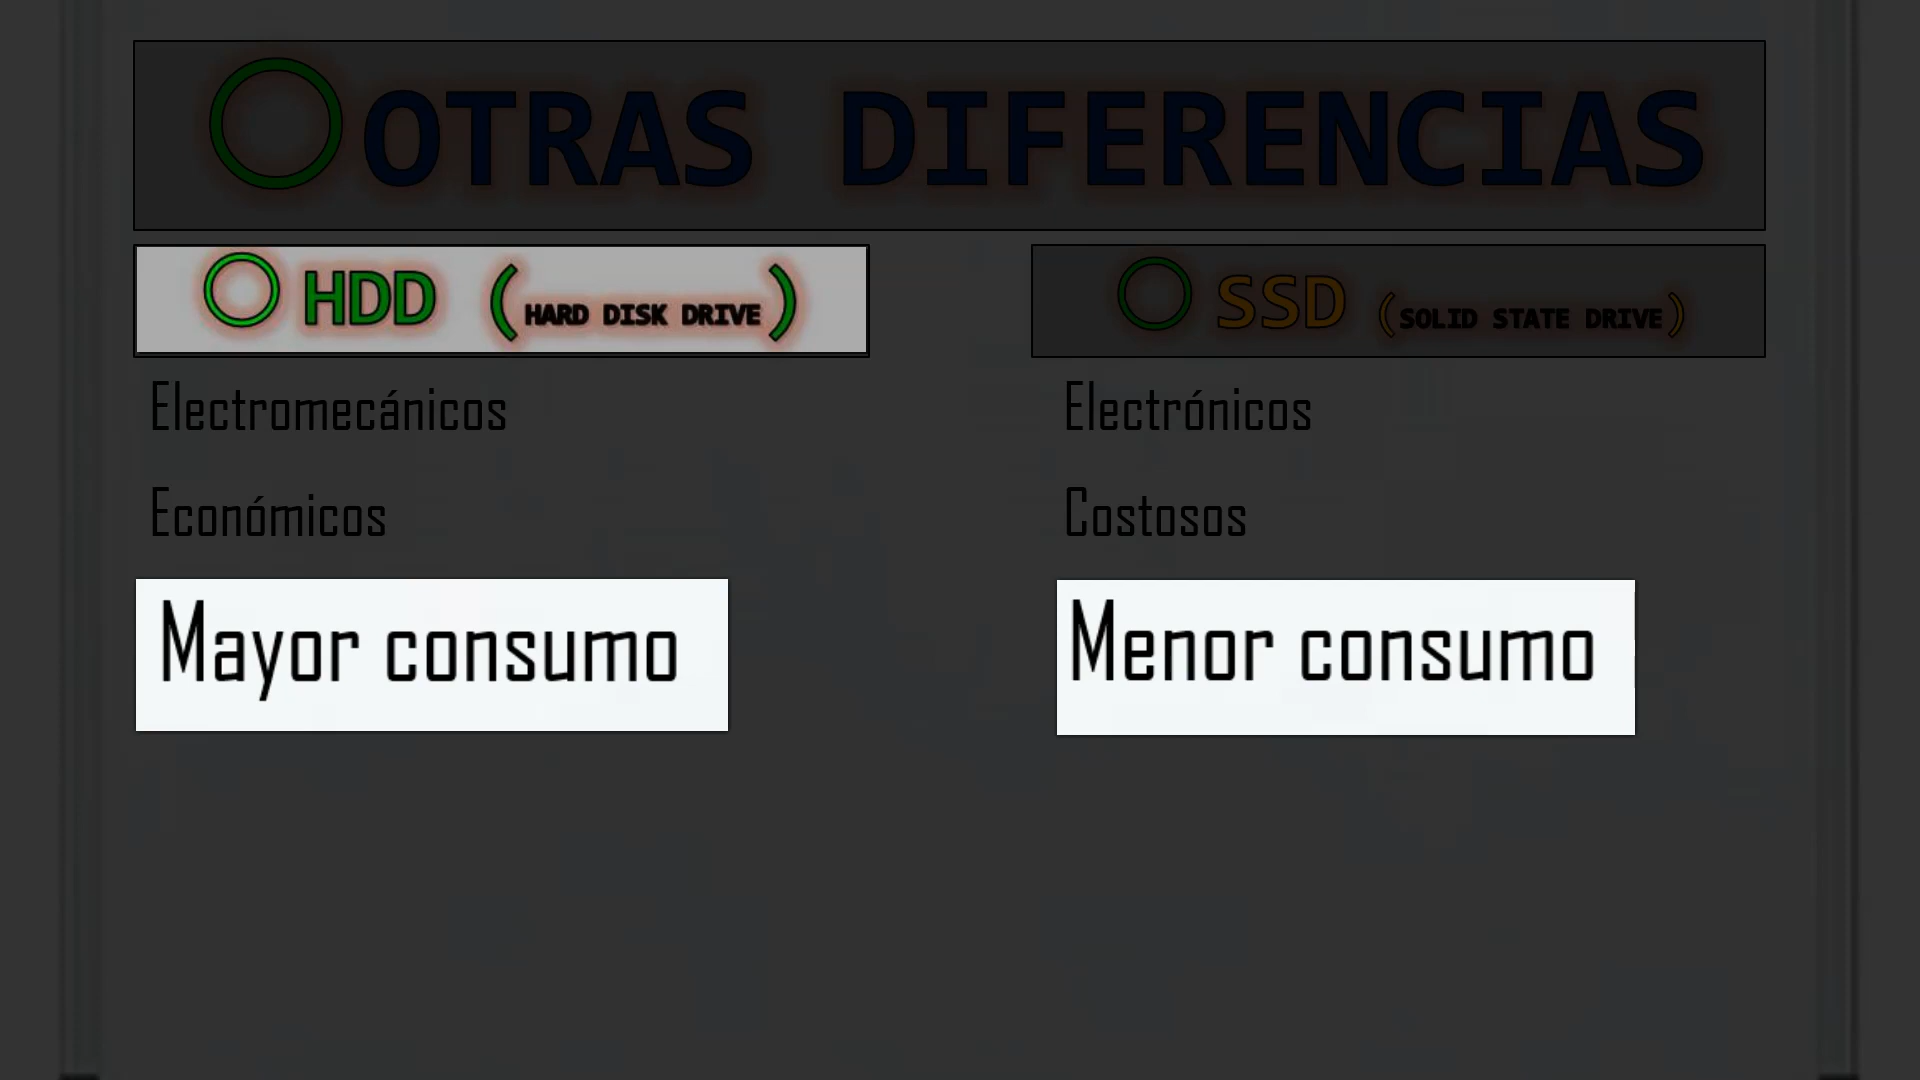 OTRAS DIFERENCIAS
HDD (HARD DISK DRIVE)
SSD (SOLID STATE DRIVE)
Electromecánicos
Electrónicos
Económicos
Costosos
Mayor consumo
Menor consumo